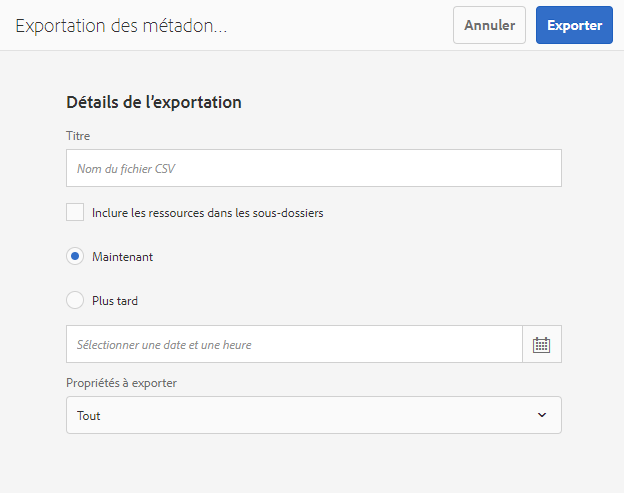 Exportation des métadon...
Annuler
Exporter
Détails de l’exportation
Titre
Nom du fichier CSV
Inclure les ressources dans les sous-dossiers
Maintenant
Plus tard
Sélectionner une date et une heure
Propriétés à exporter
Tout